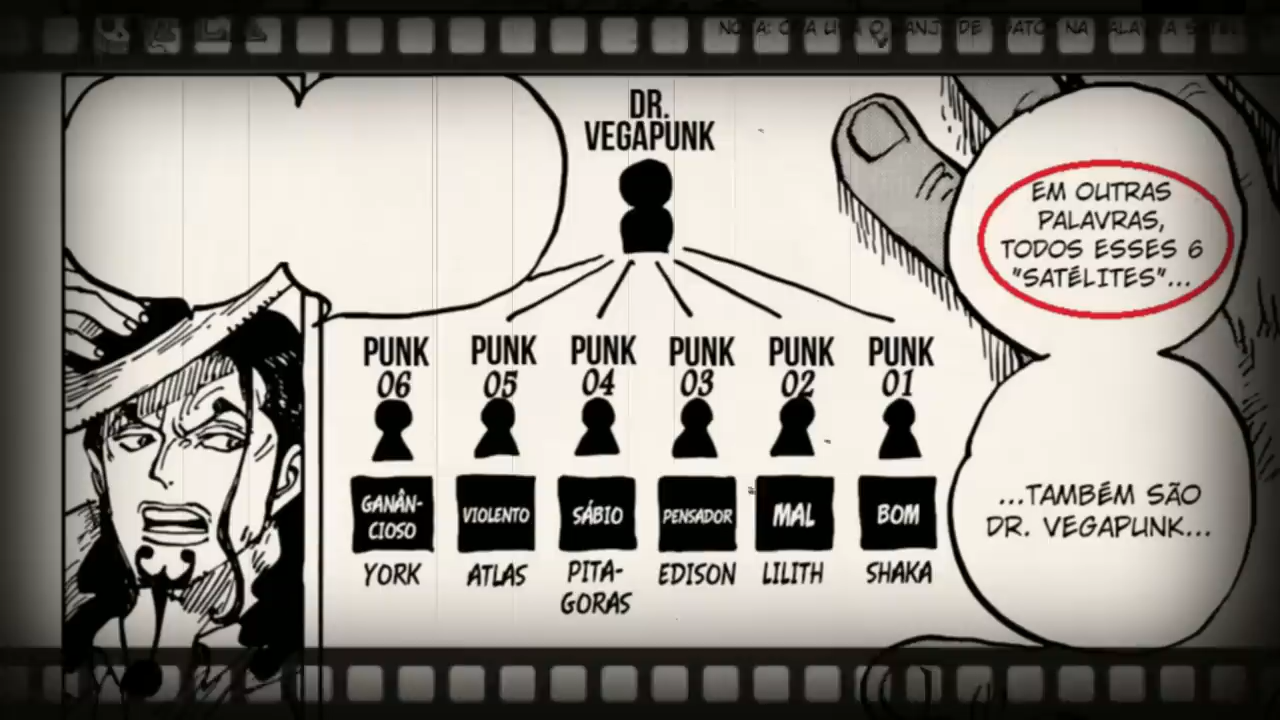 DR.
VEGAPUNK
EM OUTRAS
PALAVRAS,
TODOS ESSES 6
"SATÉLITES"...
PUNK
06
PUNK
05
PUNK
04
PUNK
03
PUNK
02
PUNK
01
GANÂN-
CIOSO
VIOLENTO
SÁBIO
PENSADOR
MAL
BOM
YORK
ATLAS
PITA-
GORAS
EDISON
LILITH
SHAKA
...TAMBÉM SÃO
DR. VEGAPUNK...